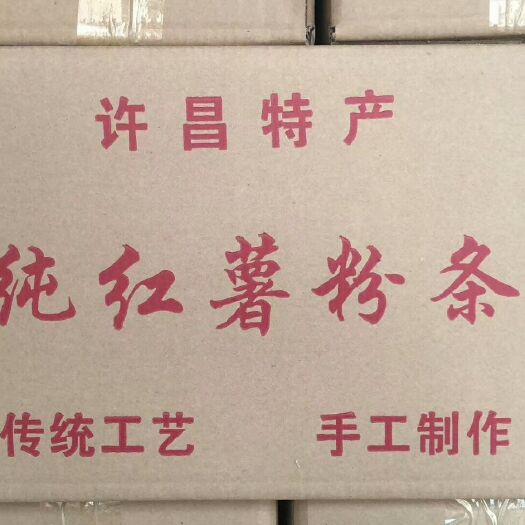 许昌特产
纯红薯粉条
传统工艺 手工制作